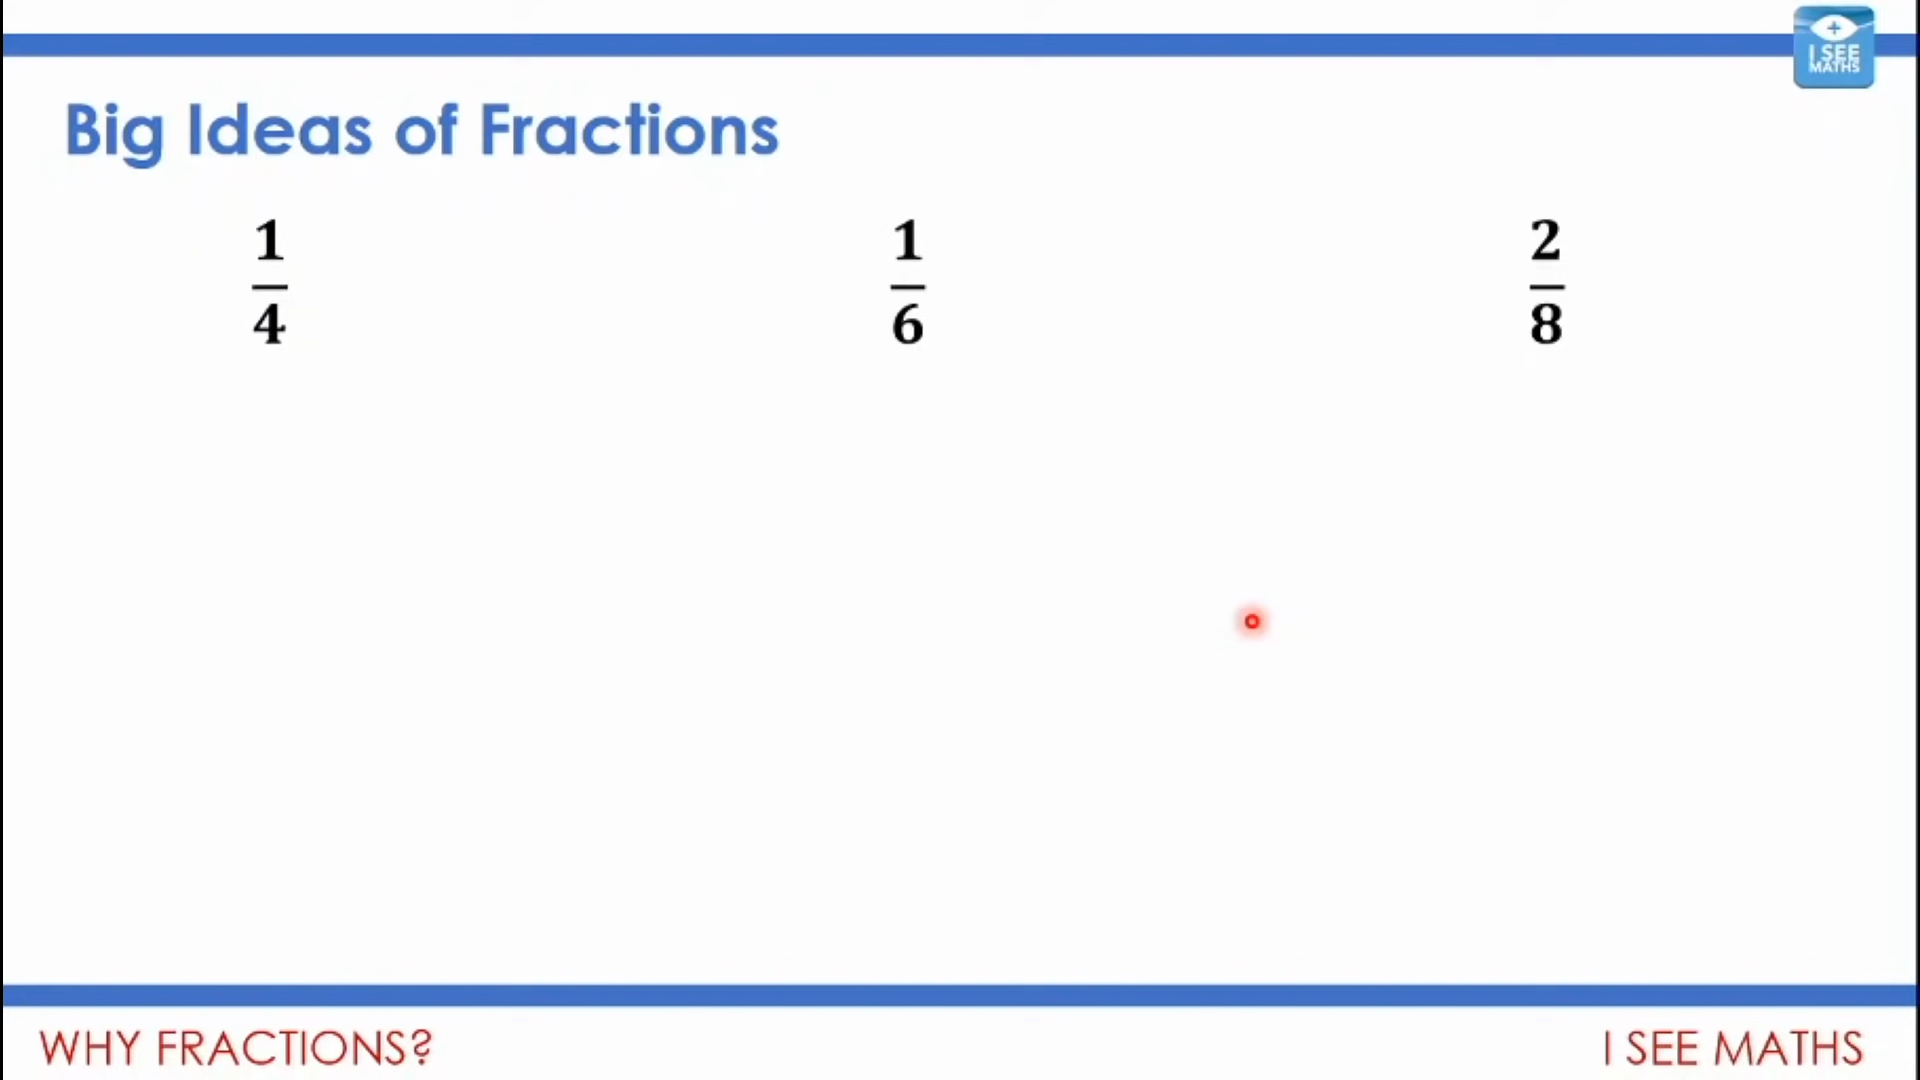 I SEE
MATHS
Big Ideas of Fractions
1/4 1/6 2/8
WHY FRACTIONS? I SEE MATHS